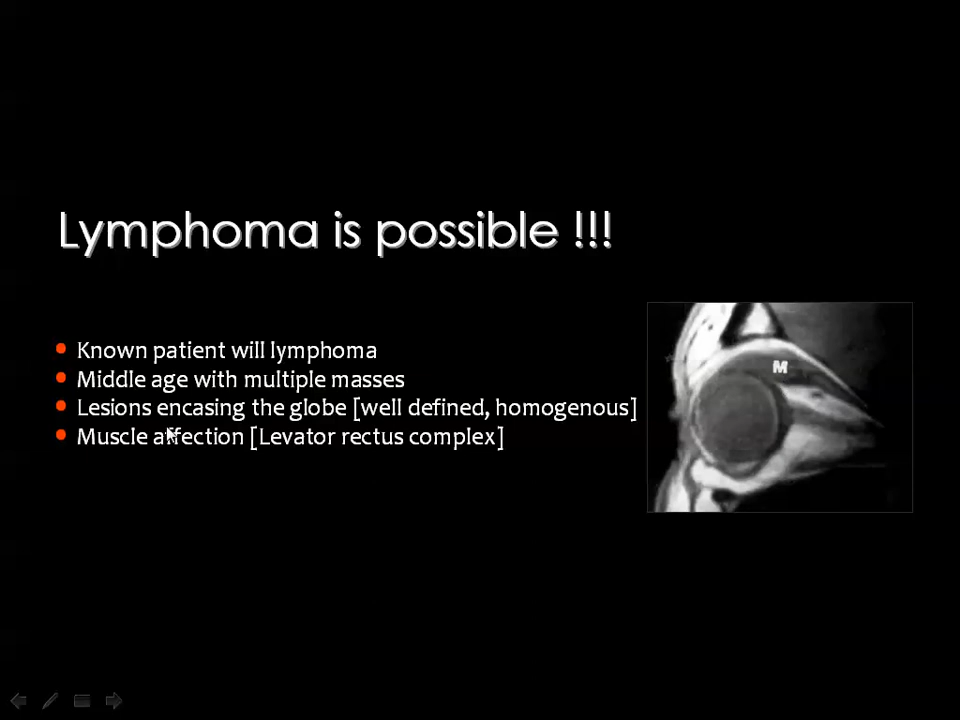 Lymphoma is possible !!!
Known patient will lymphoma
Middle age with multiple masses
Lesions encasing the globe [well defined, homogenous]
Muscle affection [Levator rectus complex]
M